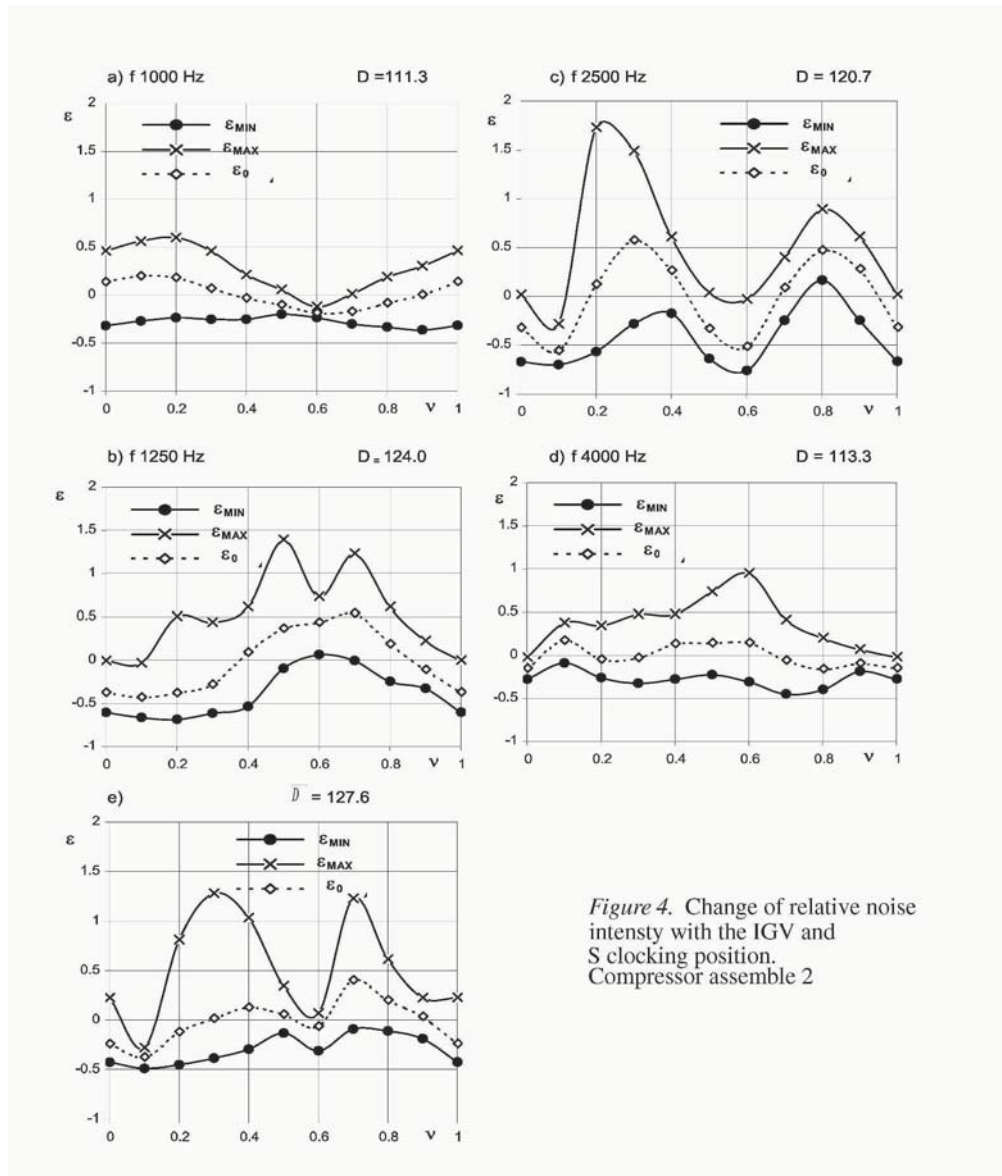 a) f 1000 Hz D =111.3
ε
2
1.5
1
0.5
0
-0.5
-1
εMIN
εMAX
ε0
0 0.2 0.4 0.6 0.8 ν 1
c) f 2500 Hz D = 120.7
ε
2
1.5
1
0.5
0
-0.5
-1
εMIN
εMAX
ε0
0 0.2 0.4 0.6 0.8 ν 1
b) f 1250 Hz D = 124.0
ε
2
1.5
1
0.5
0
-0.5
-1
εMIN
εMAX
ε0
0 0.2 0.4 0.6 0.8 ν 1
d) f 4000 Hz D = 113.3
ε
2
1.5
1
0.5
0
-0.5
-1
εMIN
εMAX
ε0
0 0.2 0.4 0.6 0.8 ν 1
e) D̅ = 127.6
ε
2
1.5
1
0.5
0
-0.5
-1
εMIN
εMAX
ε0
0 0.2 0.4 0.6 0.8 ν 1
Figure 4. Change of relative noise
intensty with the IGV and
S clocking position.
Compressor assemble 2